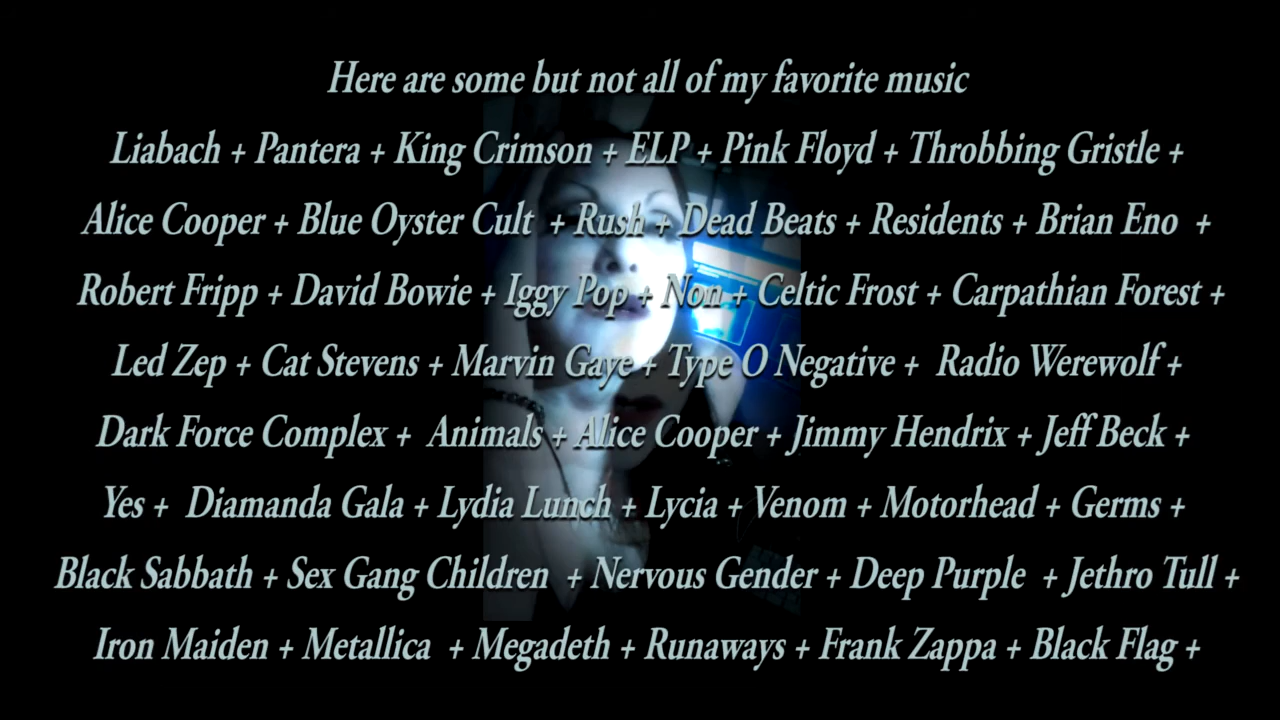 Here are some but not all of my favorite music
Liabach + Pantera + King Crimson + ELP + Pink Floyd + Throbbing Gristle +
Alice Cooper + Blue Oyster Cult + Rush + Dead Beats + Residents + Brian Eno +
Robert Fripp + David Bowie + Iggy Pop + Non + Celtic Frost + Carpathian Forest +
Led Zep + Cat Stevens + Marvin Gaye + Type O Negative + Radio Werewolf +
Dark Force Complex + Animals + Alice Cooper + Jimmy Hendrix + Jeff Beck +
Yes + Diamanda Gala + Lydia Lunch + Lycia + Venom + Motorhead + Germs +
Black Sabbath + Sex Gang Children + Nervous Gender + Deep Purple + Jethro Tull +
Iron Maiden + Metallica + Megadeth + Runaways + Frank Zappa + Black Flag +